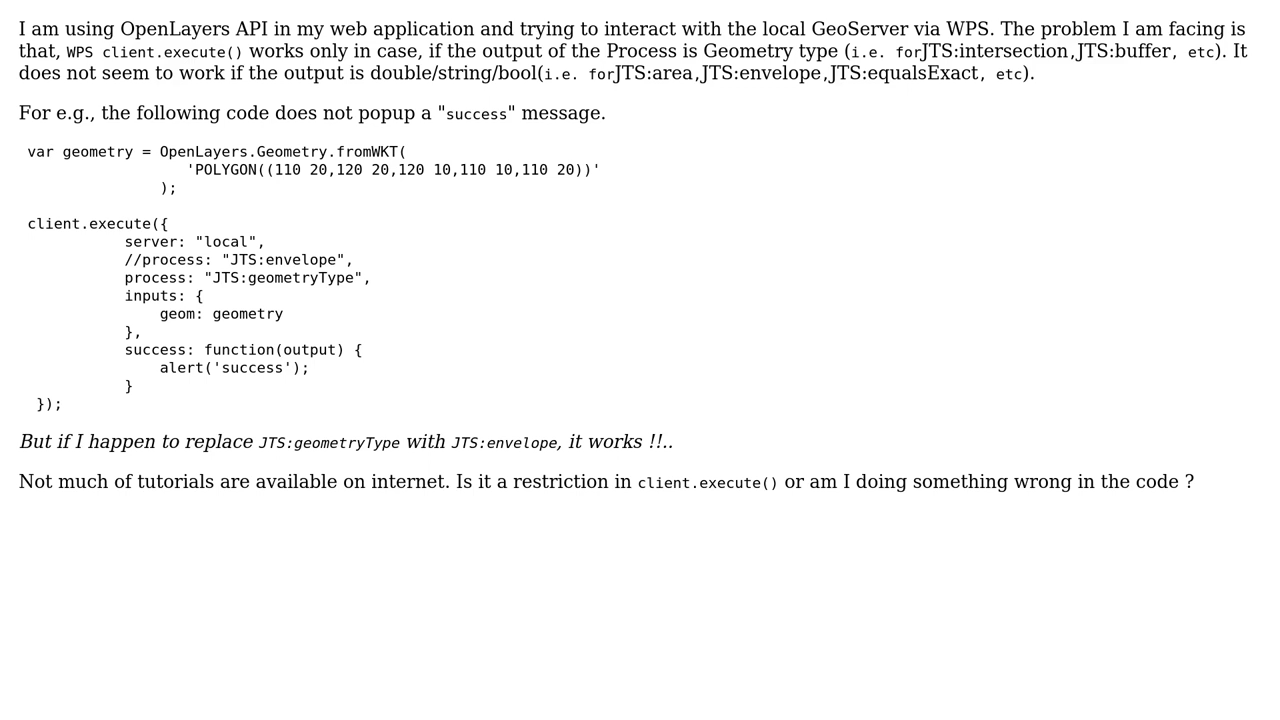 I am using OpenLayers API in my web application and trying to interact with the local GeoServer via WPS. The problem I am facing is
that, WPS client.execute() works only in case, if the output of the Process is Geometry type (i.e. forJTS:intersection,JTS:buffer, etc). It
does not seem to work if the output is double/string/bool(i.e. forJTS:area,JTS:envelope,JTS:equalsExact, etc).
For e.g., the following code does not popup a "success" message.
var geometry = OpenLayers.Geometry.fromWKT(
'POLYGON((110 20,120 20,120 10,110 10,110 20))'
);
client.execute({
server: "local",
//process: "JTS:envelope",
process: "JTS:geometryType",
inputs: {
geom: geometry
},
success: function(output) {
alert('success');
}
});
But if I happen to replace JTS:geometryType with JTS:envelope, it works !!..
Not much of tutorials are available on internet. Is it a restriction in client.execute() or am I doing something wrong in the code ?